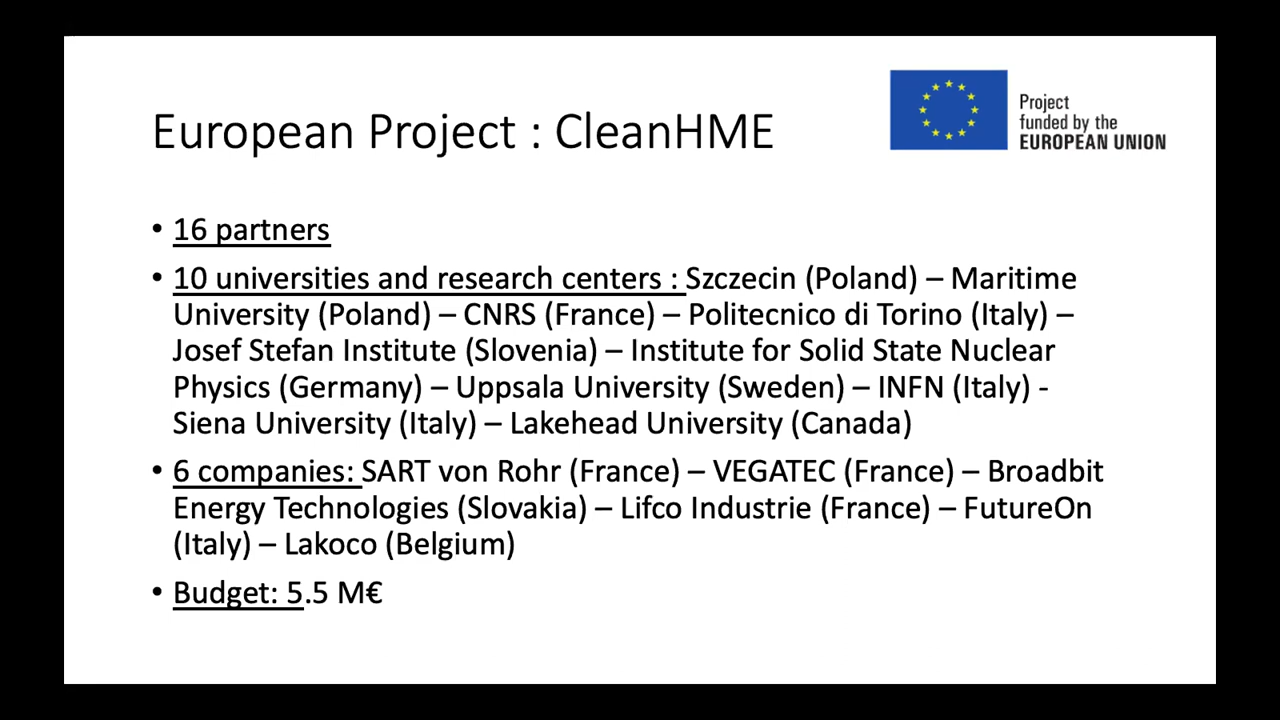 European Project : CleanHME
Project
funded by the
EUROPEAN UNION
• 16 partners
• 10 universities and research centers : Szczecin (Poland) – Maritime
University (Poland) – CNRS (France) – Politecnico di Torino (Italy) –
Josef Stefan Institute (Slovenia) – Institute for Solid State Nuclear
Physics (Germany) – Uppsala University (Sweden) – INFN (Italy) -
Siena University (Italy) – Lakehead University (Canada)
• 6 companies: SART von Rohr (France) – VEGATEC (France) – Broadbit
Energy Technologies (Slovakia) – Lifco Industrie (France) – FutureOn
(Italy) – Lakoco (Belgium)
• Budget: 5.5 M€